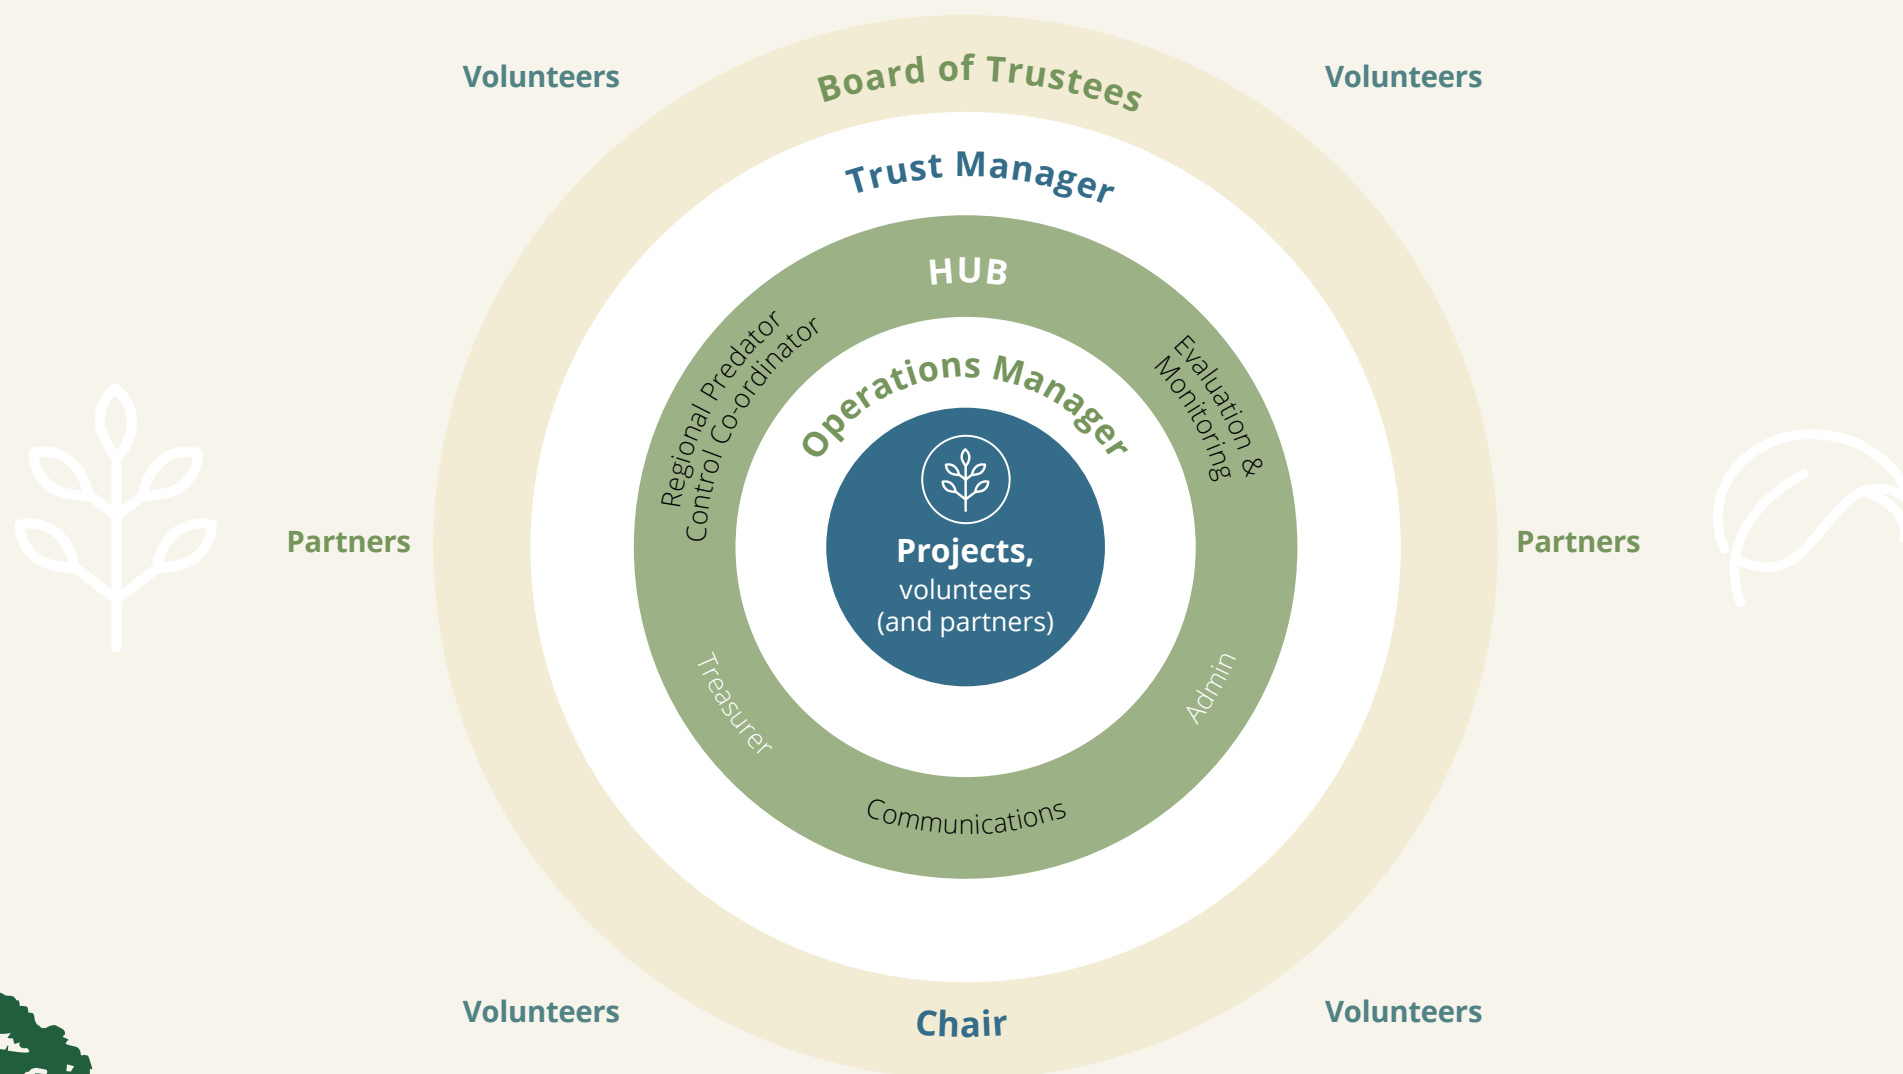 Volunteers
Board of Trustees
Volunteers
Trust Manager
HUB
Regional Predator
Control Co-ordinator
Evaluation &
Monitoring
Operations Manager
Partners
Projects,
volunteers
(and partners)
Partners
Treasurer
Admin
Communications
Volunteers
Chair
Volunteers